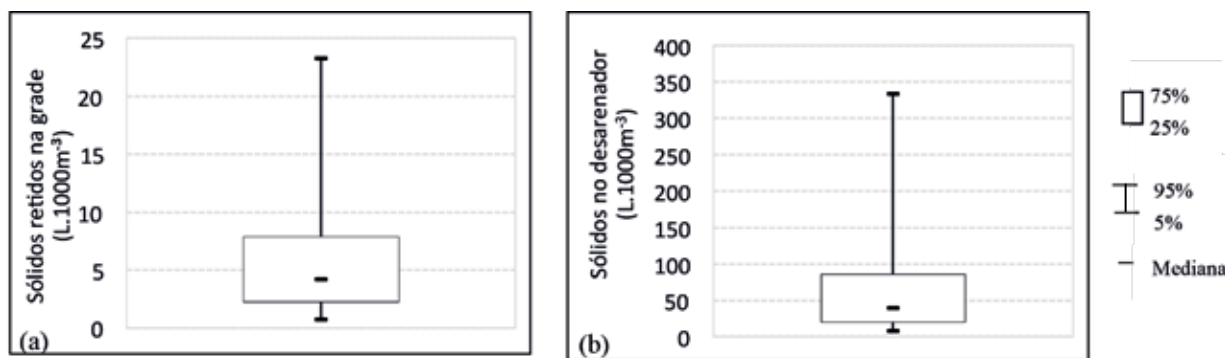 Sólidos retidos na grade
(L.1000m⁻³)
25
20
15
10
5
0
(a)
Sólidos no desarenador
(L.1000m⁻³)
400
350
300
250
200
150
100
50
0
(b)
75%
25%
95%
5%
Mediana